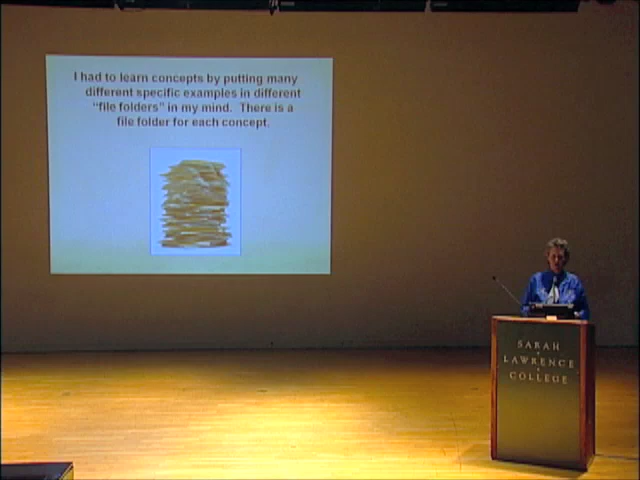 I had to learn concepts by putting many
different specific examples in different
"file folders" in my mind. There is a
file folder for each concept.
SARAH
LAWRENCE
COLLEGE